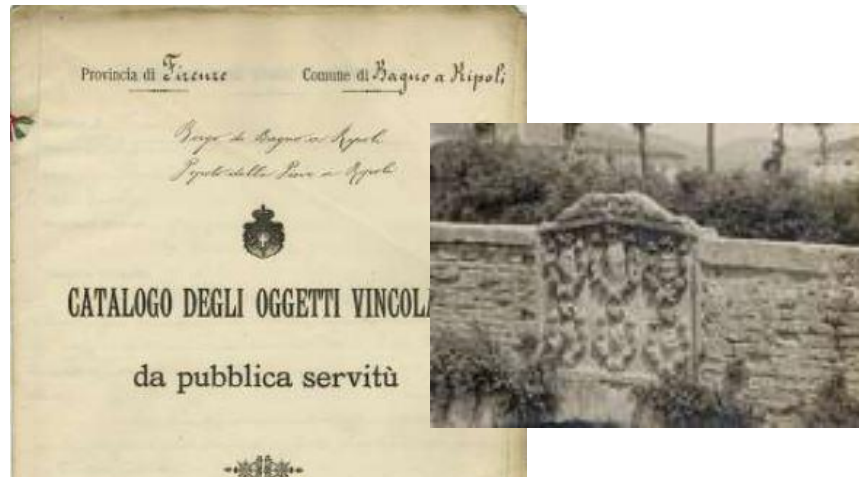 Provincia di Firenze Comune di Bagno a Ripoli
Borgo di Bagno a Ripoli
Popolo della Pieve a Ripoli
CATALOGO DEGLI OGGETTI VINCOLA
da pubblica servitù